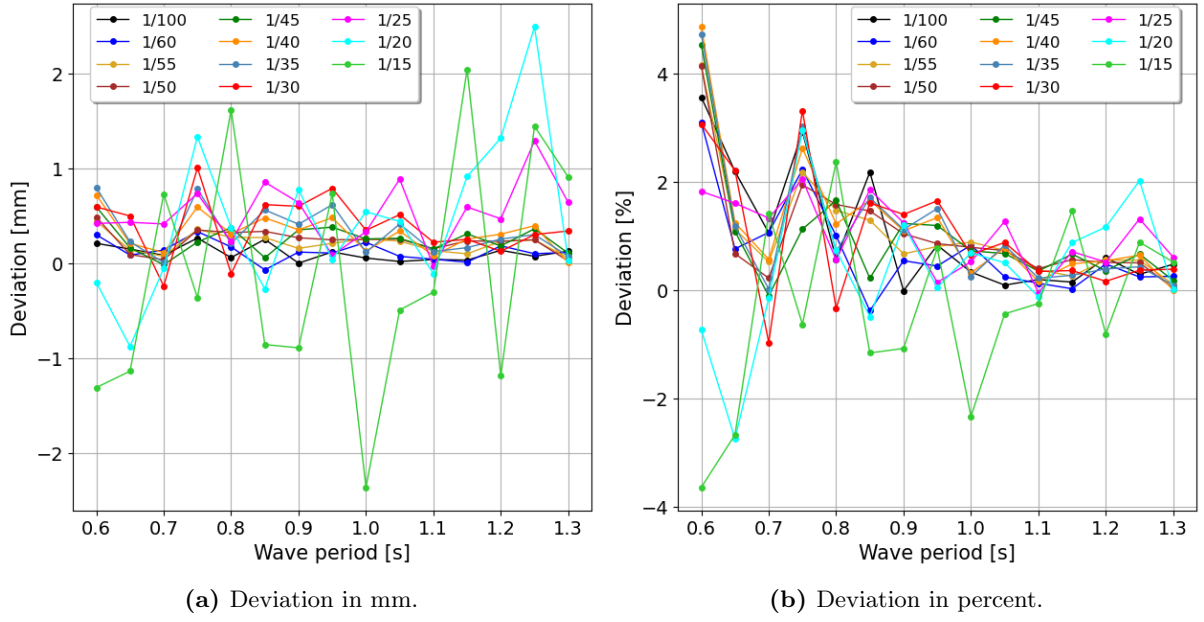 1/100 1/45 1/25
1/60 1/40 1/20
1/55 1/35 1/15
1/50 1/30
2
1
0
−1
−2
Deviation [mm]
0.6 0.7 0.8 0.9 1.0 1.1 1.2 1.3
Wave period [s]
(a) Deviation in mm.
1/100 1/45 1/25
1/60 1/40 1/20
1/55 1/35 1/15
1/50 1/30
4
2
0
−2
−4
Deviation [%]
0.6 0.7 0.8 0.9 1.0 1.1 1.2 1.3
Wave period [s]
(b) Deviation in percent.